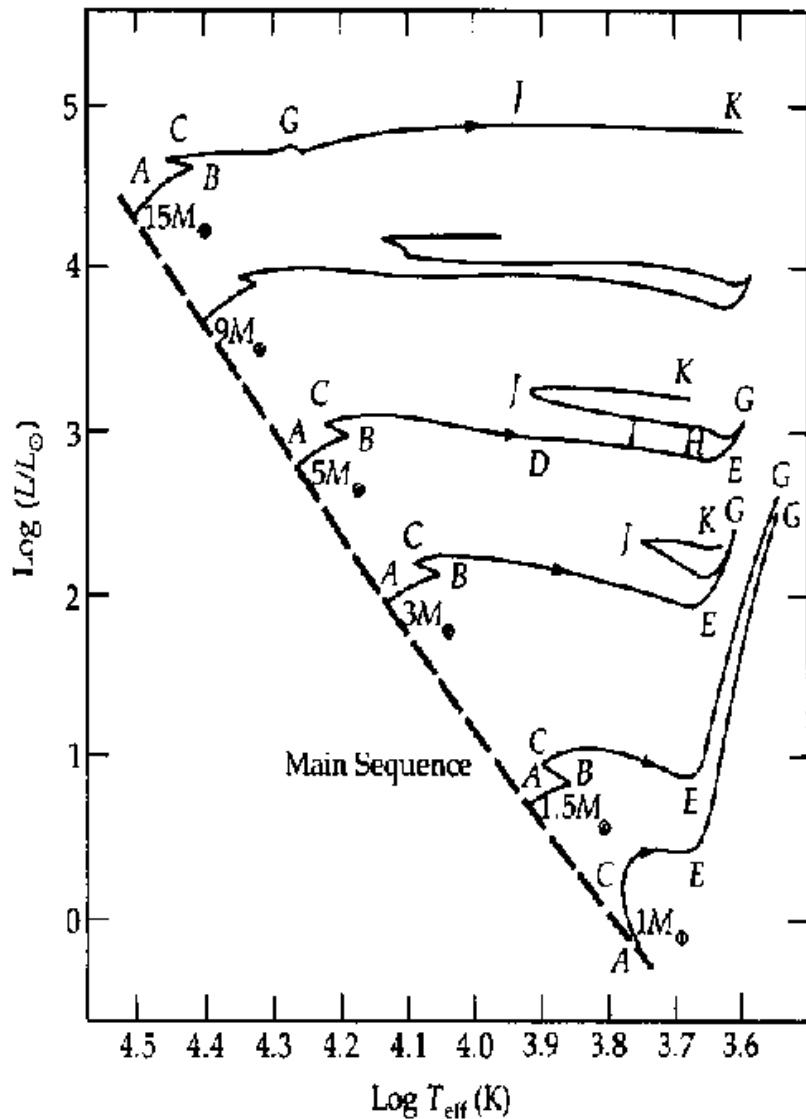 5
C
G
J
K
A
B
15M⊙
4
9M⊙
J
K
G
C
3
A
B
I
H
D
E
5M⊙
G
G
C
J
K
G
A
B
2
3M⊙
E
C
1
Main Sequence
A
B
E
1.5M⊙
C
E
0
1M⊙
A
Log (L/L⊙)
4.5 4.4 4.3 4.2 4.1 4.0 3.9 3.8 3.7 3.6
Log Teff (K)